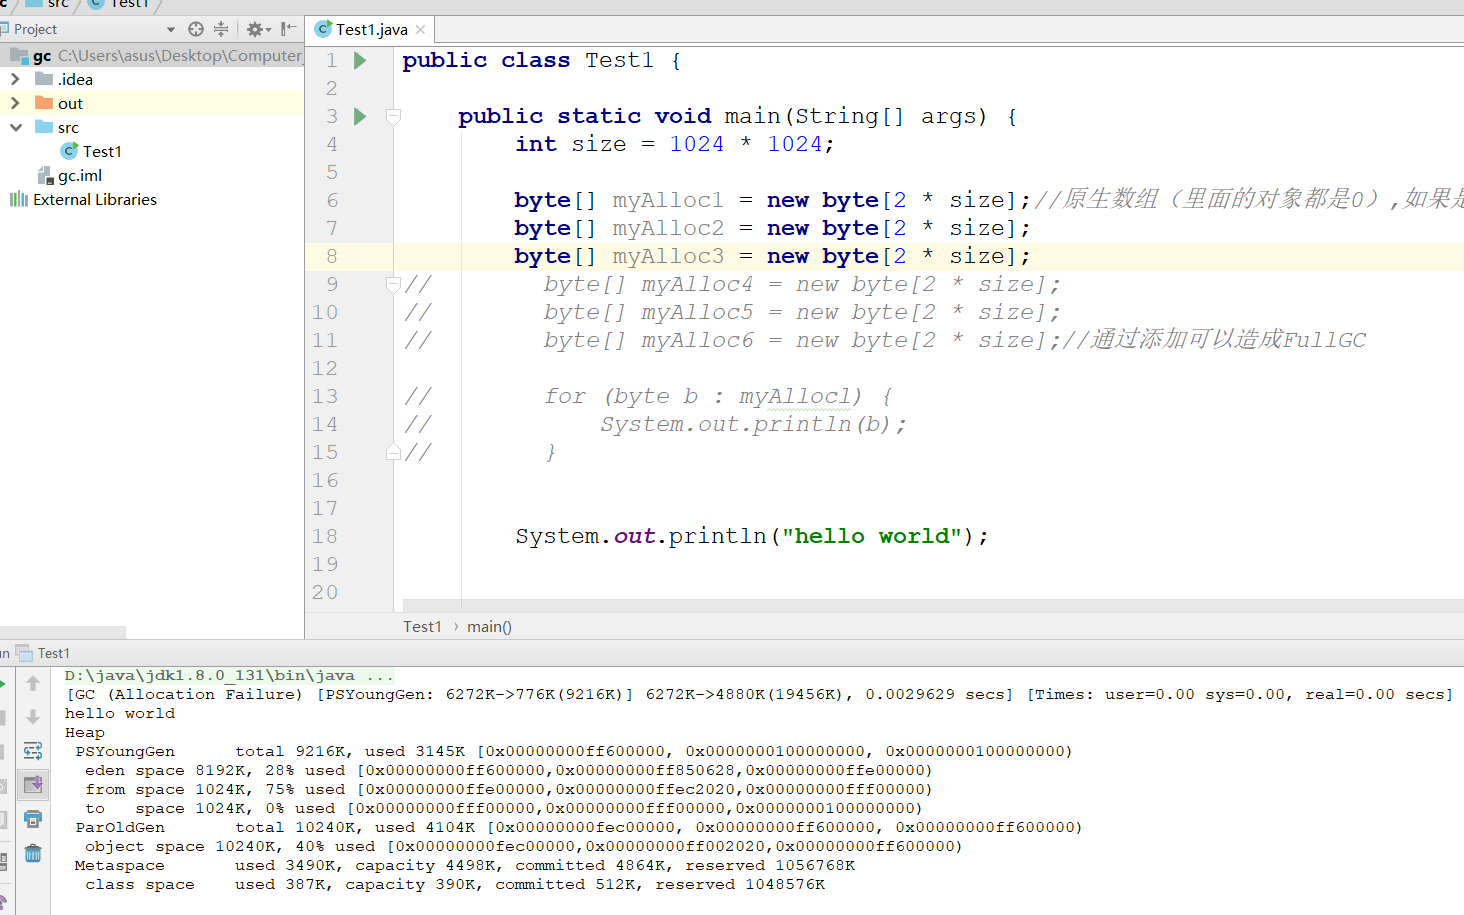 src
Test1
Project
Test1.java
gc C:\Users\asus\Desktop\Computer_
.idea
out
src
Test1
gc.iml
External Libraries
1 public class Test1 {
2
3 public static void main(String[] args) {
4 int size = 1024 * 1024;
5
6 byte[] myAlloc1 = new byte[2 * size];//原生数组（里面的对象都是0）,如果是
7 byte[] myAlloc2 = new byte[2 * size];
8 byte[] myAlloc3 = new byte[2 * size];
9 // byte[] myAlloc4 = new byte[2 * size];
10 // byte[] myAlloc5 = new byte[2 * size];
11 // byte[] myAlloc6 = new byte[2 * size];//通过添加可以造成FullGC
12
13 // for (byte b : myAllocl) {
14 // System.out.println(b);
15 // }
16
17
18 System.out.println("hello world");
19
20
Test1 › main()
Test1
D:\java\jdk1.8.0_131\bin\java ...
[GC (Allocation Failure) [PSYoungGen: 6272K->776K(9216K)] 6272K->4880K(19456K), 0.0029629 secs] [Times: user=0.00 sys=0.00, real=0.00 secs]
hello world
Heap
PSYoungGen total 9216K, used 3145K [0x00000000ff600000, 0x0000000100000000, 0x0000000100000000)
eden space 8192K, 28% used [0x00000000ff600000,0x00000000ff850628,0x00000000ffe00000)
from space 1024K, 75% used [0x00000000ffe00000,0x00000000ffec2020,0x00000000fff00000)
to space 1024K, 0% used [0x00000000fff00000,0x00000000fff00000,0x0000000100000000)
ParOldGen total 10240K, used 4104K [0x00000000fec00000, 0x00000000ff600000, 0x00000000ff600000)
object space 10240K, 40% used [0x00000000fec00000,0x00000000ff002020,0x00000000ff600000)
Metaspace used 3490K, capacity 4498K, committed 4864K, reserved 1056768K
class space used 387K, capacity 390K, committed 512K, reserved 1048576K